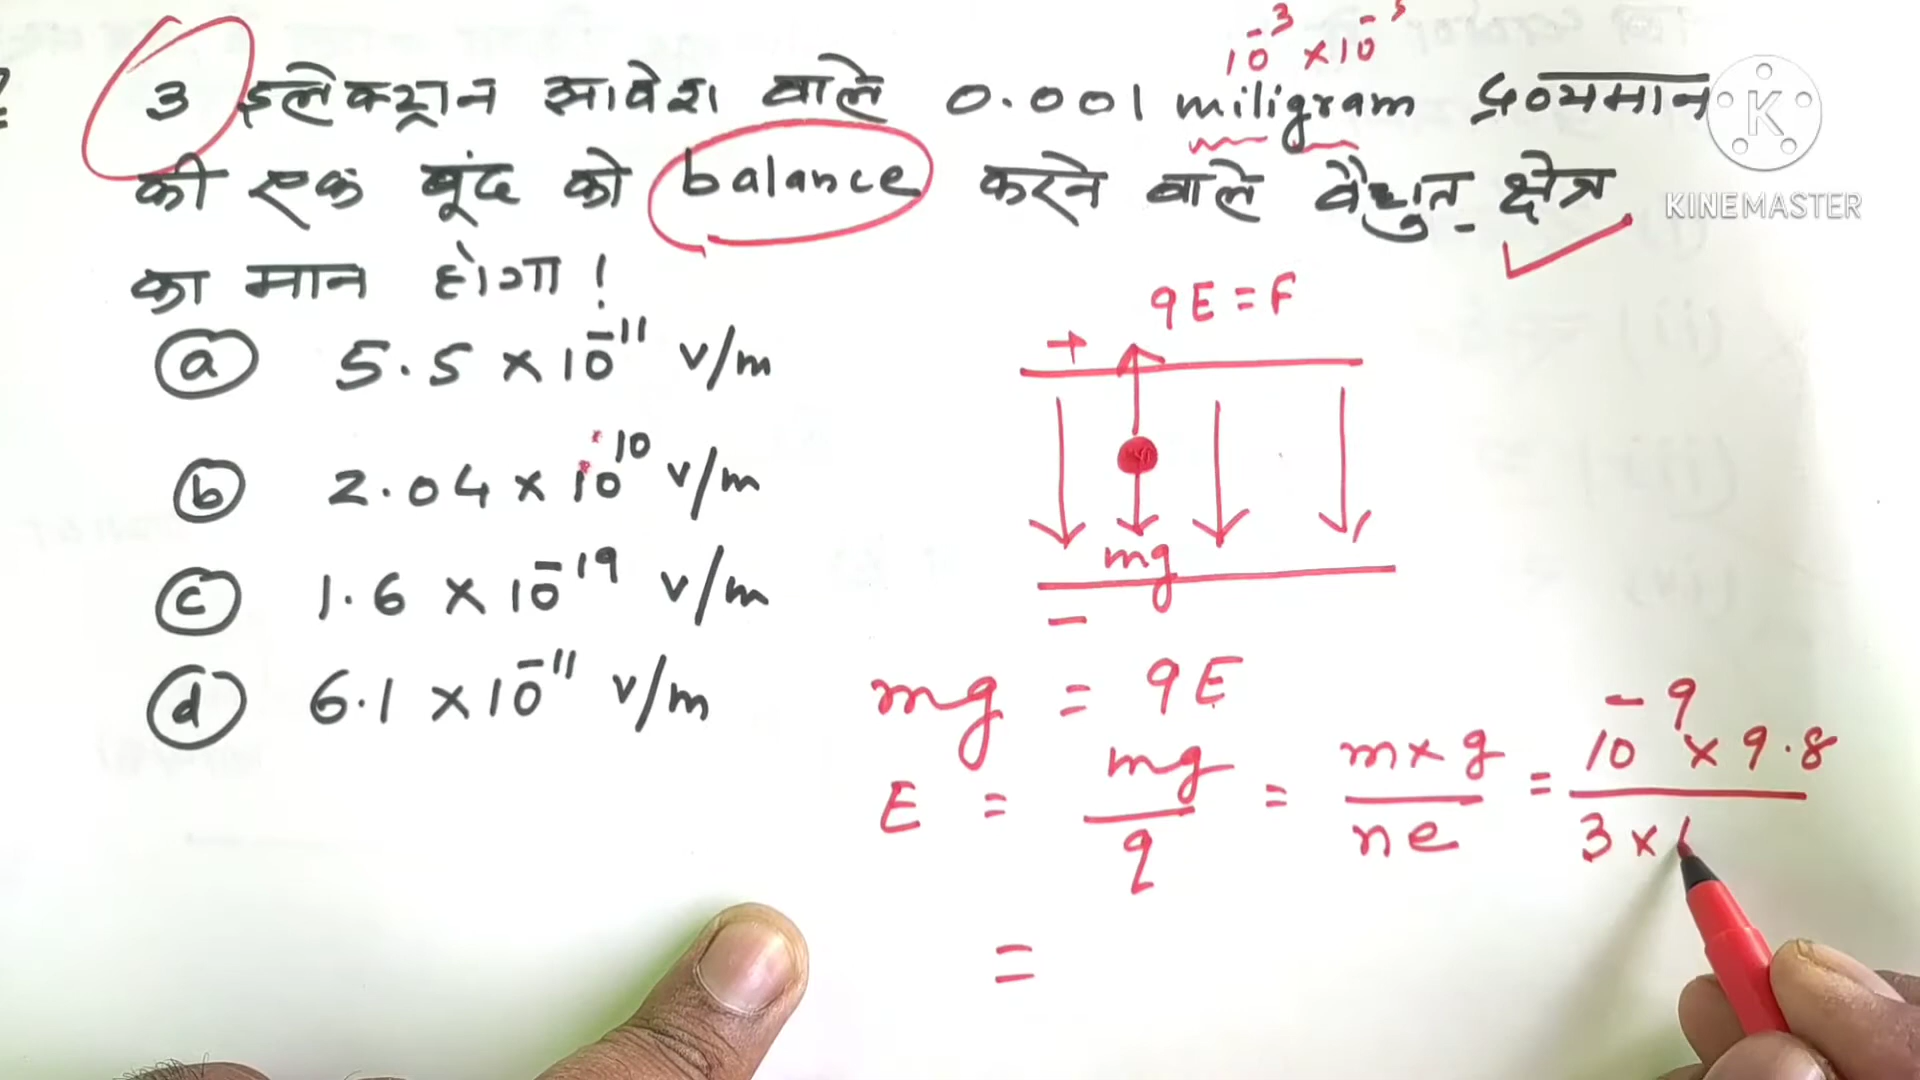 10⁻³ × 10⁻³
3 इलेक्ट्रान आवेश वाले 0.001 miligram द्रव्यमान
की एक बूंद को balance करने वाले वैद्युत क्षेत्र
का मान होगा!
qE = F
ⓐ 5.5 × 10⁻¹¹ v/m
+
ⓑ 2.04 × 10¹⁰ v/m
mg
ⓒ 1.6 × 10⁻¹⁹ v/m
−
ⓓ 6.1 × 10⁻¹¹ v/m
mg = qE
E = mg/q = m×g/ne = 10⁻⁹ × 9.8/3 ×
=
K
KINEMASTER